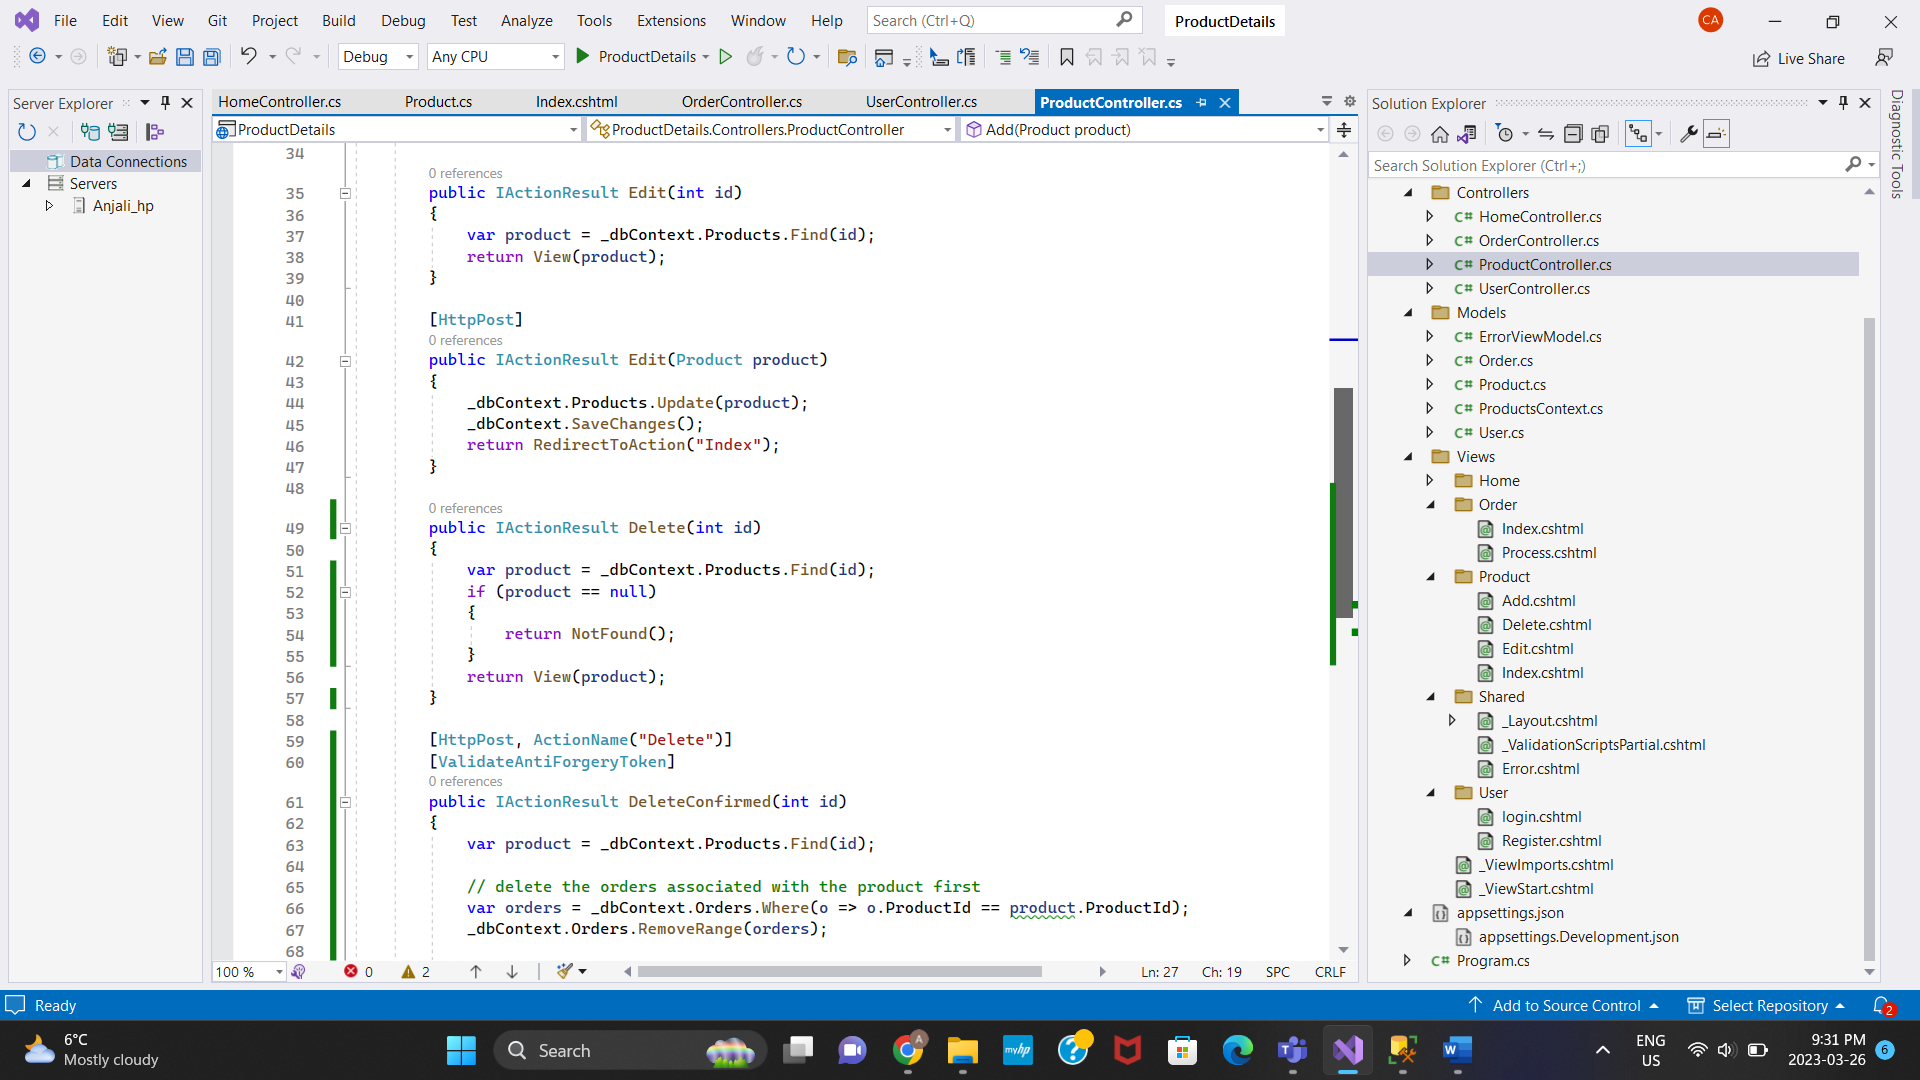 File Edit View Git Project Build Debug Test Analyze Tools Extensions Window Help Search (Ctrl+Q) ProductDetails CA
Debug Any CPU ProductDetails Live Share
Server Explorer
Data Connections
Servers
Anjali_hp
HomeController.cs Product.cs Index.cshtml OrderController.cs UserController.cs ProductController.cs
ProductDetails ProductDetails.Controllers.ProductController Add(Product product)
34
0 references
35 public IActionResult Edit(int id)
36 {
37 var product = _dbContext.Products.Find(id);
38 return View(product);
39 }
40
41 [HttpPost]
0 references
42 public IActionResult Edit(Product product)
43 {
44 _dbContext.Products.Update(product);
45 _dbContext.SaveChanges();
46 return RedirectToAction("Index");
47 }
48
0 references
49 public IActionResult Delete(int id)
50 {
51 var product = _dbContext.Products.Find(id);
52 if (product == null)
53 {
54 return NotFound();
55 }
56 return View(product);
57 }
58
59 [HttpPost, ActionName("Delete")]
60 [ValidateAntiForgeryToken]
0 references
61 public IActionResult DeleteConfirmed(int id)
62 {
63 var product = _dbContext.Products.Find(id);
64
65 // delete the orders associated with the product first
66 var orders = _dbContext.Orders.Where(o => o.ProductId == product.ProductId);
67 _dbContext.Orders.RemoveRange(orders);
68
100 % 0 2 Ln: 27 Ch: 19 SPC CRLF
Solution Explorer
Search Solution Explorer (Ctrl+;)
Controllers
C# HomeController.cs
C# OrderController.cs
C# ProductController.cs
C# UserController.cs
Models
C# ErrorViewModel.cs
C# Order.cs
C# Product.cs
C# ProductsContext.cs
C# User.cs
Views
Home
Order
Index.cshtml
Process.cshtml
Product
Add.cshtml
Delete.cshtml
Edit.cshtml
Index.cshtml
Shared
_Layout.cshtml
_ValidationScriptsPartial.cshtml
Error.cshtml
User
login.cshtml
Register.cshtml
_ViewImports.cshtml
_ViewStart.cshtml
appsettings.json
appsettings.Development.json
C# Program.cs
Diagnostic Tools
Ready Add to Source Control Select Repository 2
6°C
Mostly cloudy
Search
A
myhp
ENG
US
9:31 PM
2023-03-26
6